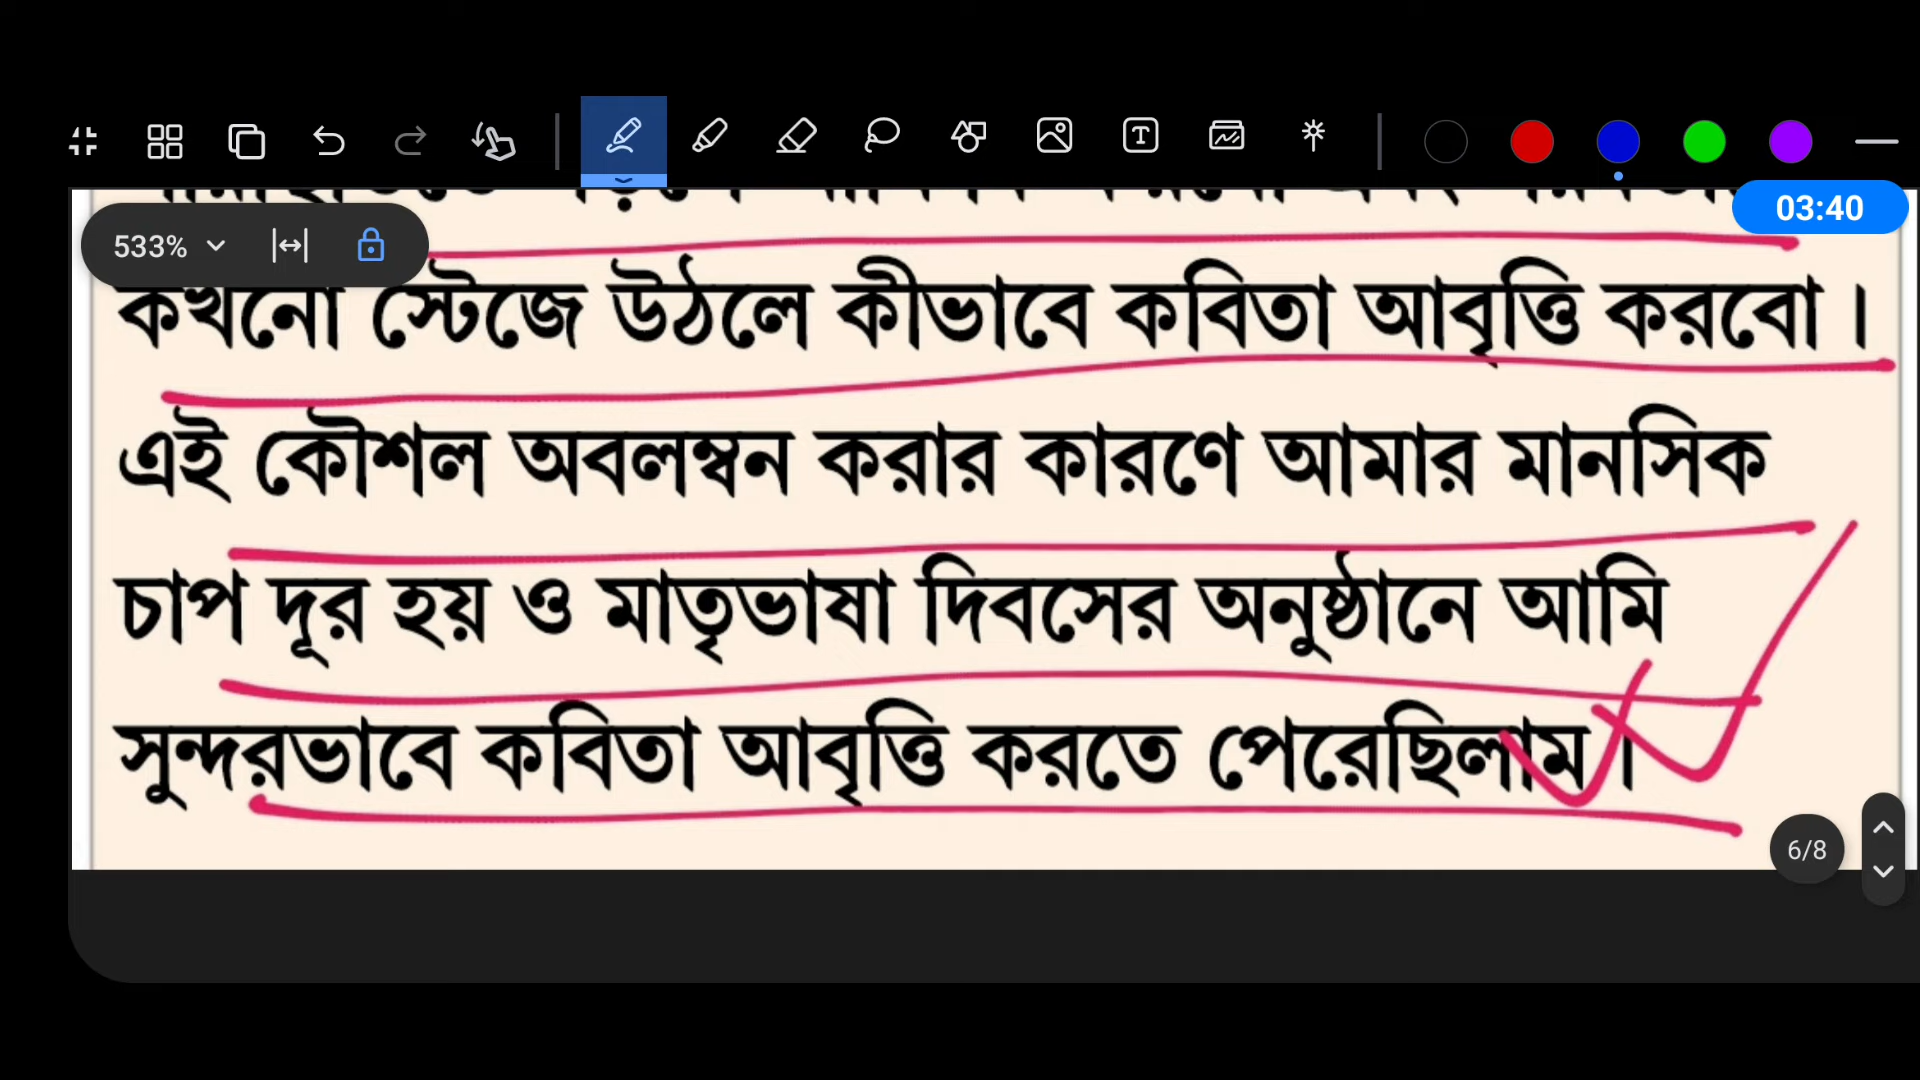 03:40
533%
কখনো স্টেজে উঠলে কীভাবে কবিতা আবৃত্তি করবো।
এই কৌশল অবলম্বন করার কারণে আমার মানসিক
চাপ দূর হয় ও মাতৃভাষা দিবসের অনুষ্ঠানে আমি
সুন্দরভাবে কবিতা আবৃত্তি করতে পেরেছিলাম।
6/8